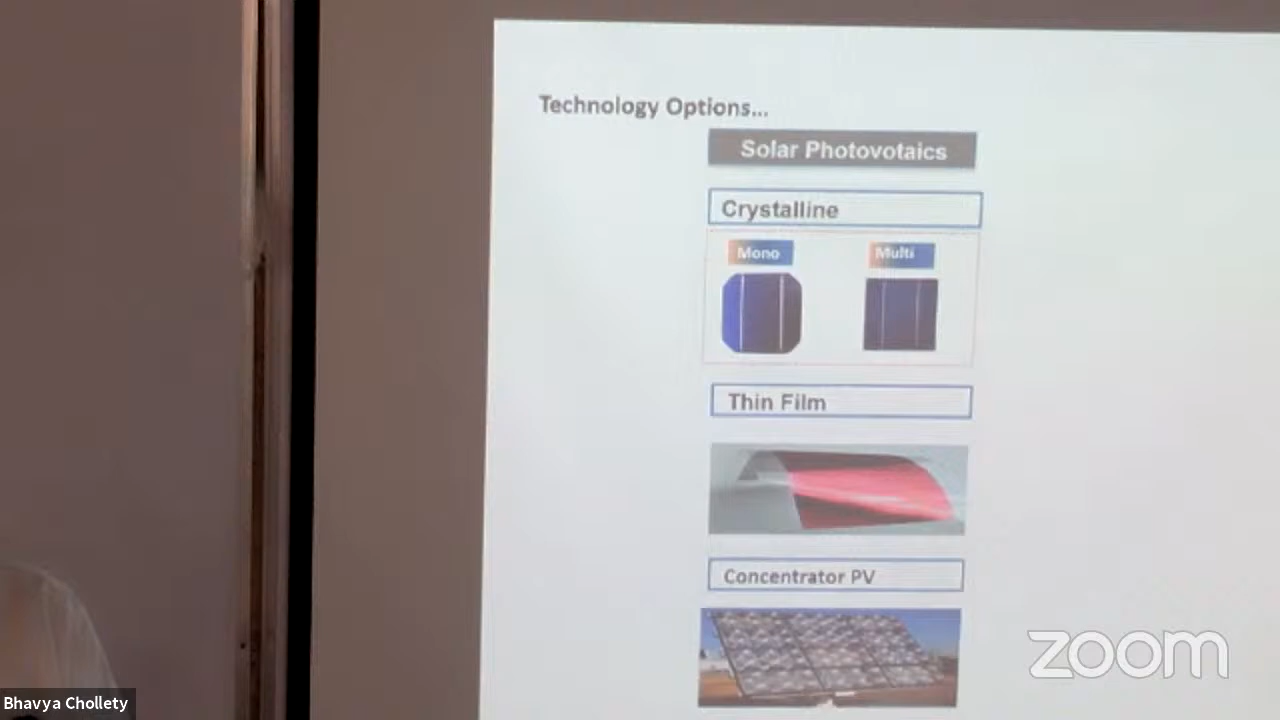 Technology Options...
Solar Photovotaics
Crystalline
Mono Multi
Thin Film
Concentrator PV
zoom
Bhavya Chollety